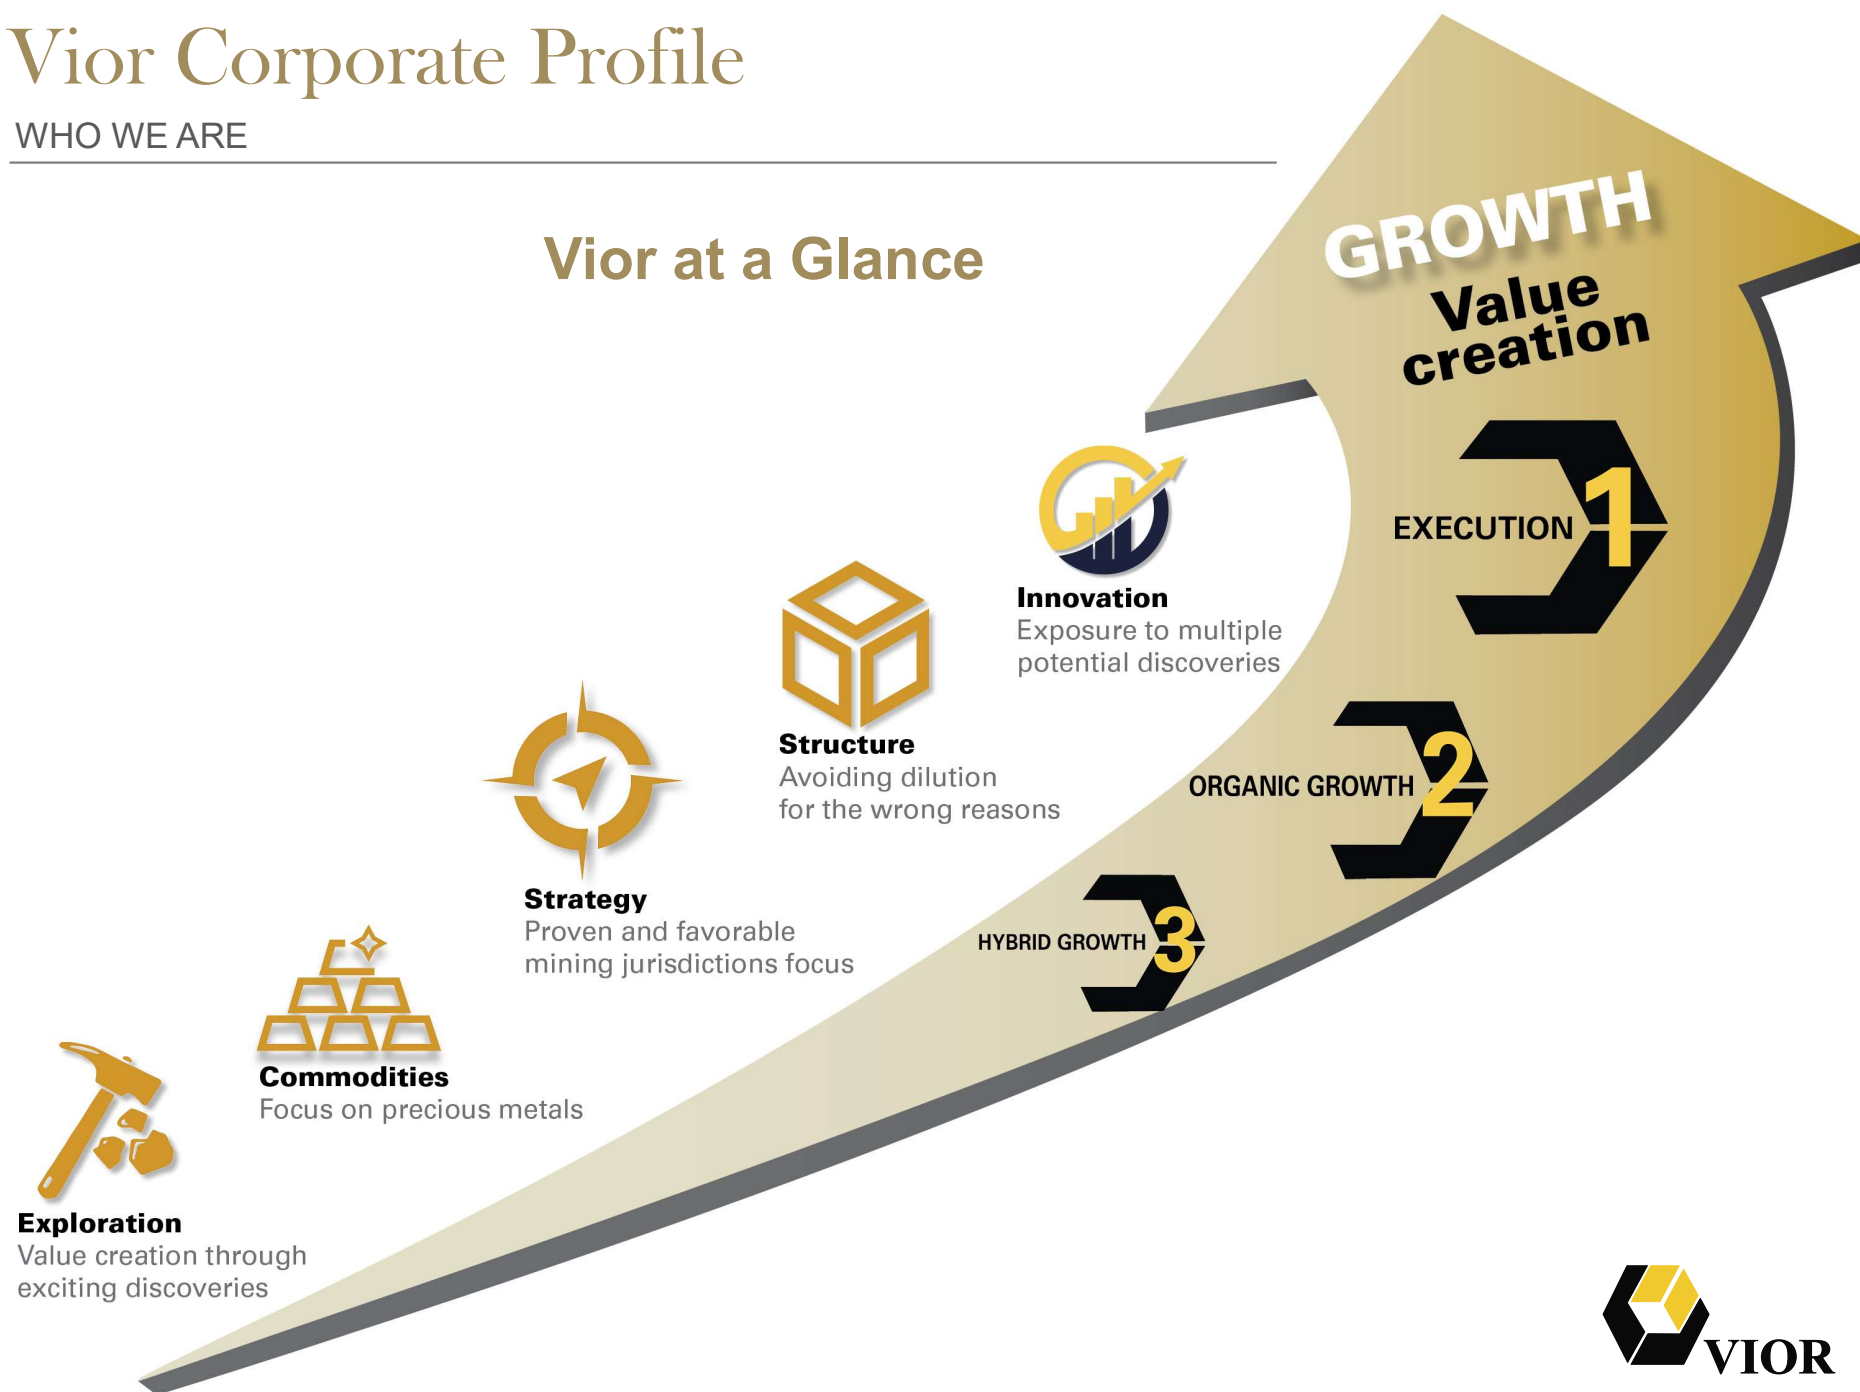 Vior Corporate Profile
WHO WE ARE
Vior at a Glance
GROWTH
Value
creation
EXECUTION 1
Innovation
Exposure to multiple
potential discoveries
Structure
Avoiding dilution
for the wrong reasons
ORGANIC GROWTH 2
Strategy
Proven and favorable
mining jurisdictions focus
HYBRID GROWTH 3
Commodities
Focus on precious metals
Exploration
Value creation through
exciting discoveries
VIOR